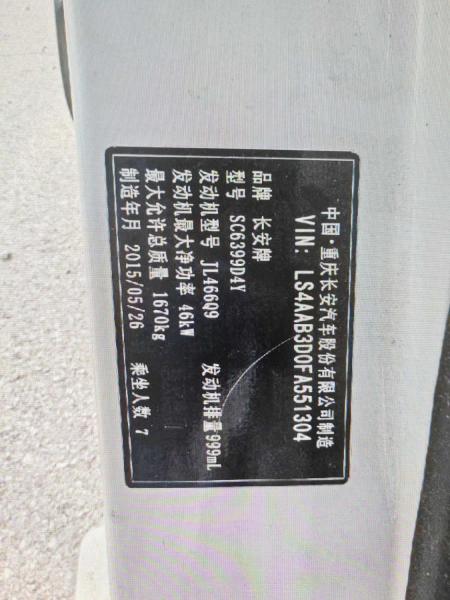 中国·重庆长安汽车股份有限公司制造
VIN: LS4AAB3D0FA551304
品牌 长安牌
型号 SC6399D4Y
发动机型号 JL466Q9 发动机排量 999mL
发动机最大净功率 46kW
最大允许总质量 1670kg
制造年月 2015/05/26 乘坐人数 7